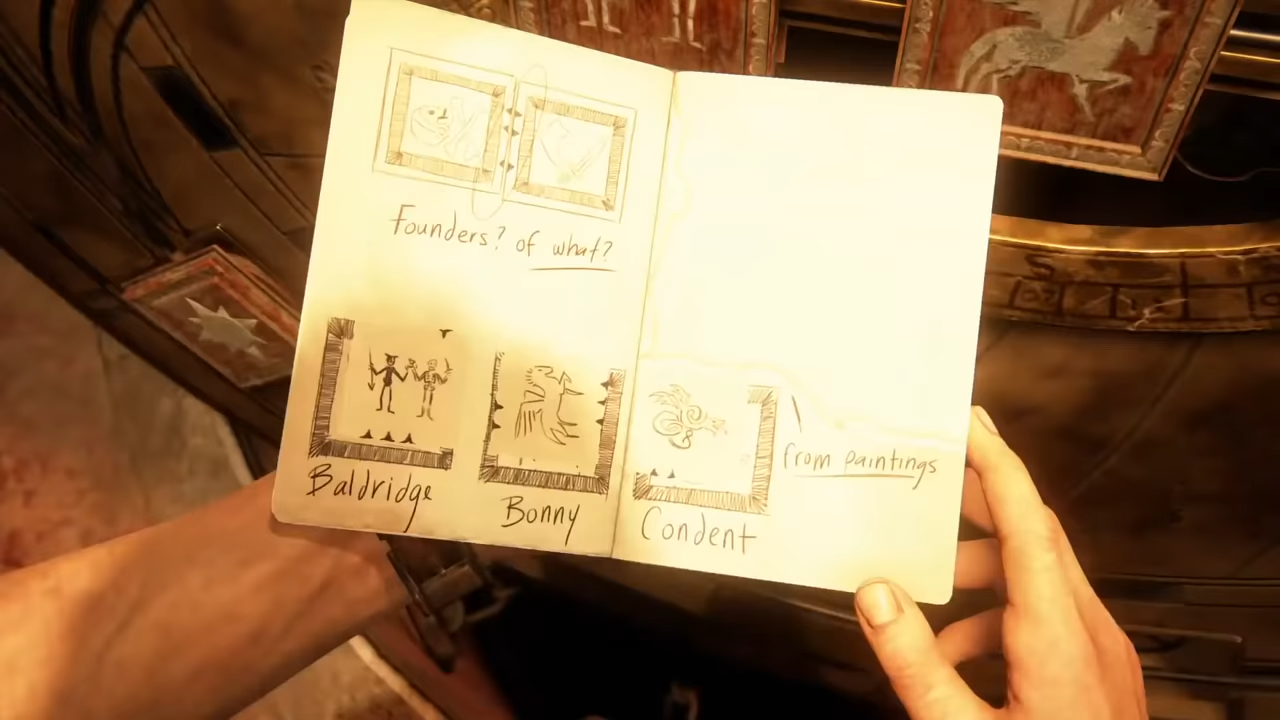 Founders? of what?
Baldridge
Bonny
Condent
from paintings